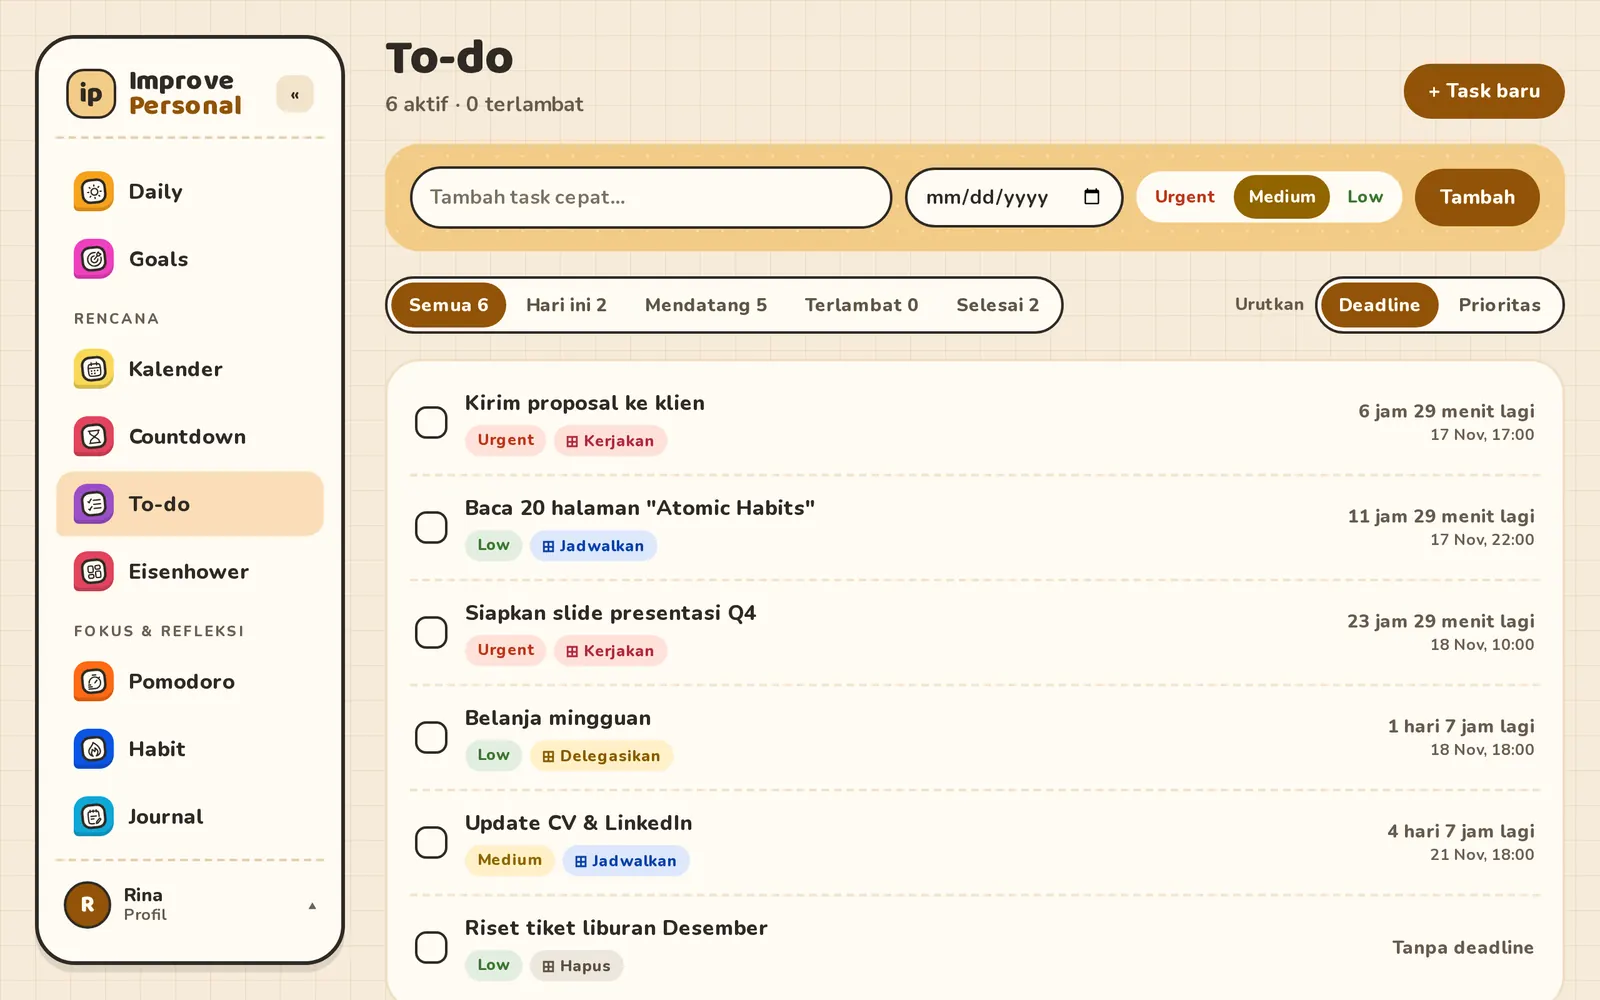 ip
Improve
Personal
«
Daily
Goals
RENCANA
Kalender
Countdown
To-do
Eisenhower
FOKUS & REFLEKSI
Pomodoro
Habit
Journal
R
Rina
Profil
To-do
6 aktif · 0 terlambat
+ Task baru
Tambah task cepat...
mm/dd/yyyy
Urgent Medium Low
Tambah
Semua 6 Hari ini 2 Mendatang 5 Terlambat 0 Selesai 2
Urutkan Deadline Prioritas
Kirim proposal ke klien
Urgent Kerjakan
6 jam 29 menit lagi
17 Nov, 17:00
Baca 20 halaman "Atomic Habits"
Low Jadwalkan
11 jam 29 menit lagi
17 Nov, 22:00
Siapkan slide presentasi Q4
Urgent Kerjakan
23 jam 29 menit lagi
18 Nov, 10:00
Belanja mingguan
Low Delegasikan
1 hari 7 jam lagi
18 Nov, 18:00
Update CV & LinkedIn
Medium Jadwalkan
4 hari 7 jam lagi
21 Nov, 18:00
Riset tiket liburan Desember
Low Hapus
Tanpa deadline